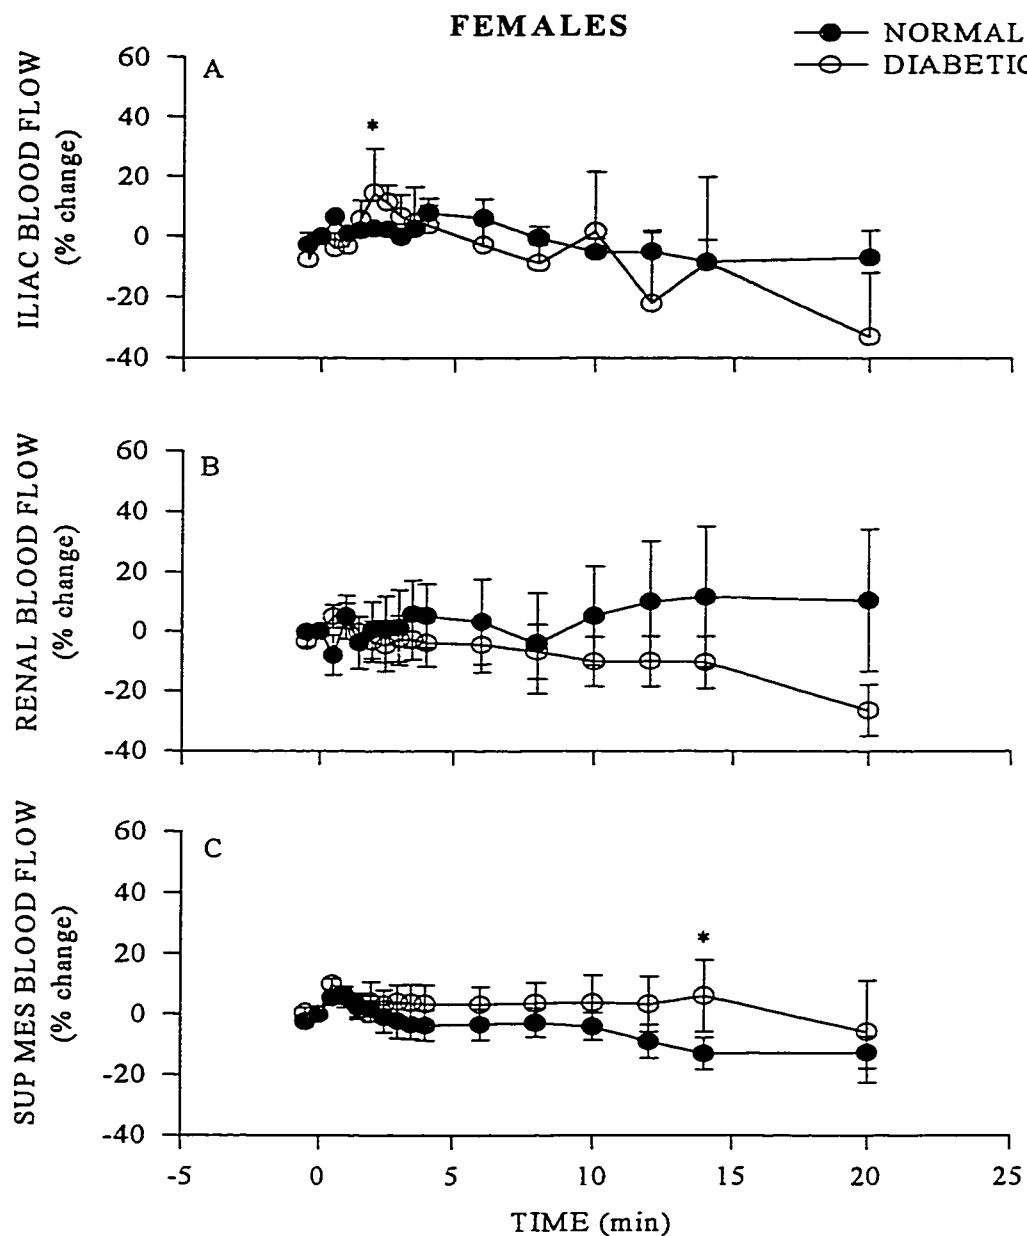 FEMALES
NORMAL
DIABETIC
A
*
ILIAC BLOOD FLOW
(% change)
60
40
20
0
-20
-40
B
RENAL BLOOD FLOW
(% change)
60
40
20
0
-20
-40
C
*
SUP MES BLOOD FLOW
(% change)
60
40
20
0
-20
-40
-5 0 5 10 15 20 25
TIME (min)